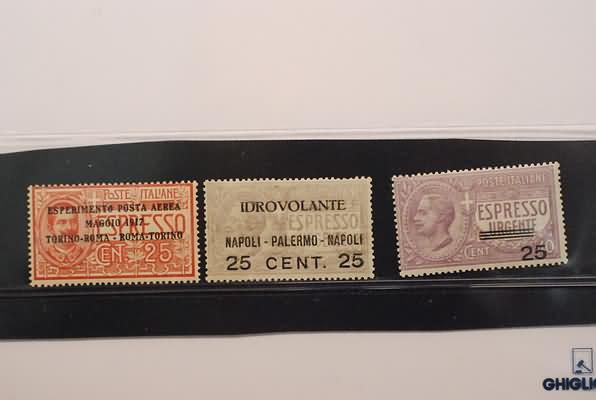 POSTE ITALIANE
ESPERIMENTO POSTA AEREA
MAGGIO 1917
ESPRESSO
TORINO-ROMA - ROMA-TORINO
CENT. 25
IDROVOLANTE
ESPRESSO
NAPOLI - PALERMO - NAPOLI
25 CENT. 25
POSTE ITALIANE
ESPRESSO
URGENTE
CENT
25
GHIGLIO